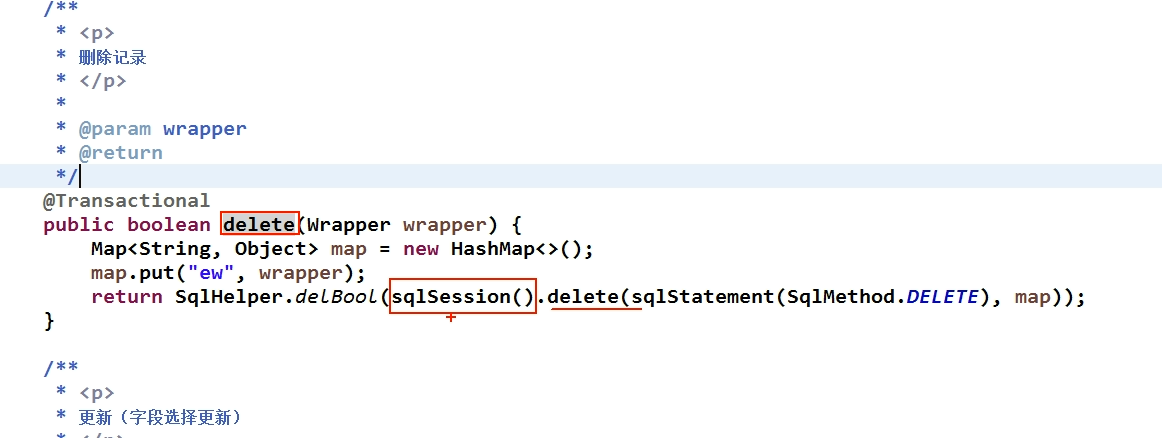 /**
 * <p>
 * 删除记录
 * </p>
 *
 * @param wrapper
 * @return
 */
@Transactional
public boolean delete(Wrapper wrapper) {
    Map<String, Object> map = new HashMap<>();
    map.put("ew", wrapper);
    return SqlHelper.delBool(sqlSession().delete(sqlStatement(SqlMethod.DELETE), map));
}
/**
 * <p>
 * 更新（字段选择更新）
 * </p>